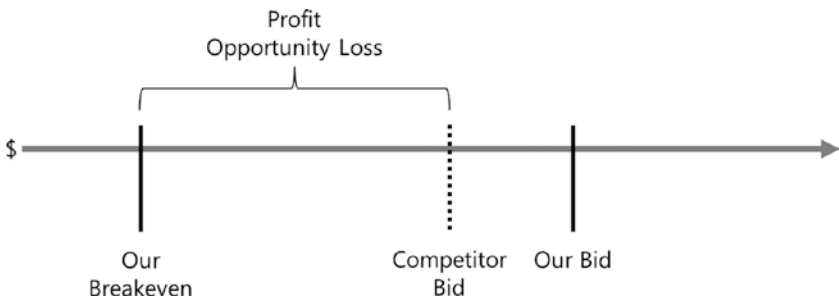 Profit
Opportunity Loss
$
Our
Breakeven
Competitor
Bid
Our Bid